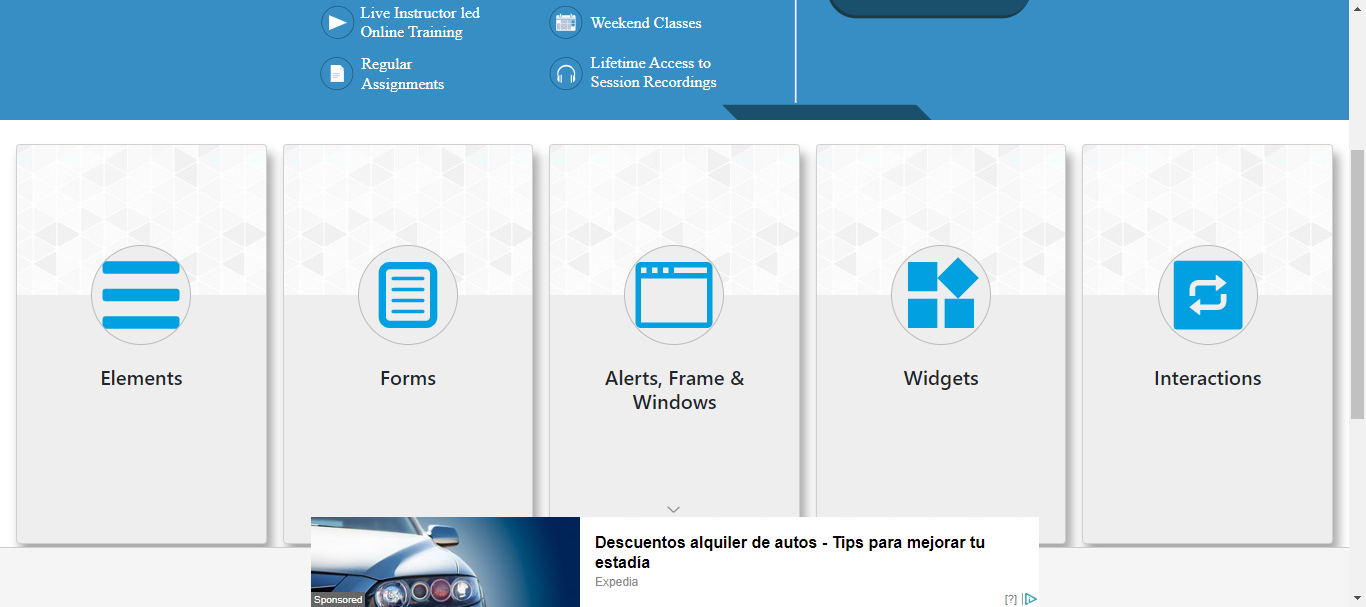 Live Instructor led
Online Training
Weekend Classes
Regular
Assignments
Lifetime Access to
Session Recordings
Elements
Forms
Alerts, Frame &
Windows
Widgets
Interactions
Descuentos alquiler de autos - Tips para mejorar tu
estadía
Expedia
Sponsored
[?]